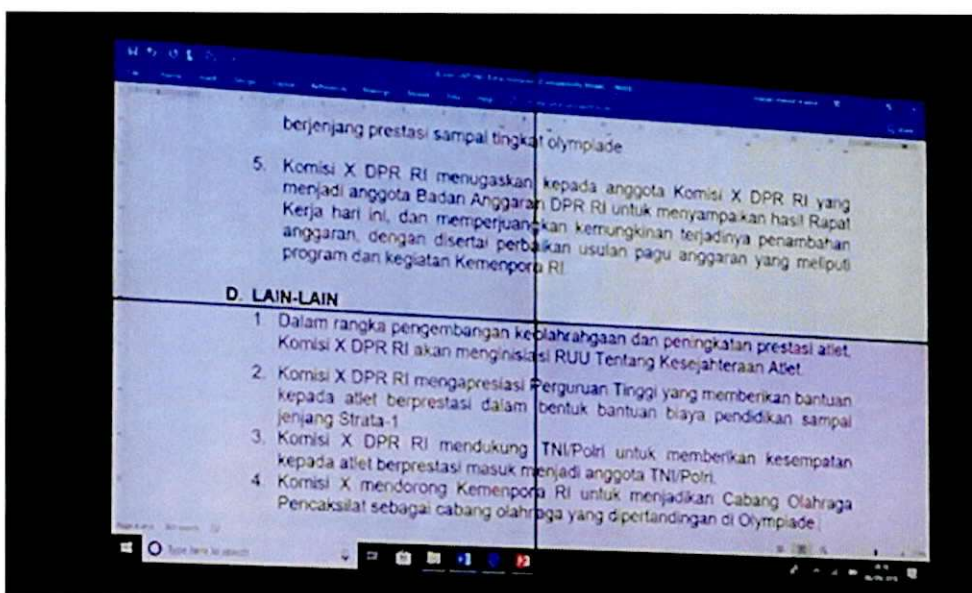 berjenjang prestasi sampai tingkat olympiade
5. Komisi X DPR RI menugaskan kepada anggota Komisi X DPR RI yang
menjadi anggota Badan Anggaran DPR RI untuk menyampaikan hasil Rapat
Kerja hari ini, dan memperjuangkan kemungkinan terjadinya penambahan
anggaran, dengan disertai perbaikan usulan pagu anggaran yang meliputi
program dan kegiatan Kemenpora RI.
D. LAIN-LAIN
1. Dalam rangka pengembangan keolahrahgaan dan peningkatan prestasi atlet,
Komisi X DPR RI akan menginisiasi RUU Tentang Kesejahteraan Atlet.
2. Komisi X DPR RI mengapresiasi Perguruan Tinggi yang memberikan bantuan
kepada atlet berprestasi dalam bentuk bantuan biaya pendidikan sampai
jenjang Strata-1
3. Komisi X DPR RI mendukung TNI/Polri untuk memberikan kesempatan
kepada atlet berprestasi masuk menjadi anggota TNI/Polri.
4. Komisi X mendorong Kemenpora RI untuk menjadikan Cabang Olahraga
Pencaksilat sebagai cabang olahraga yang dipertandingan di Olympiade.
Type here to search